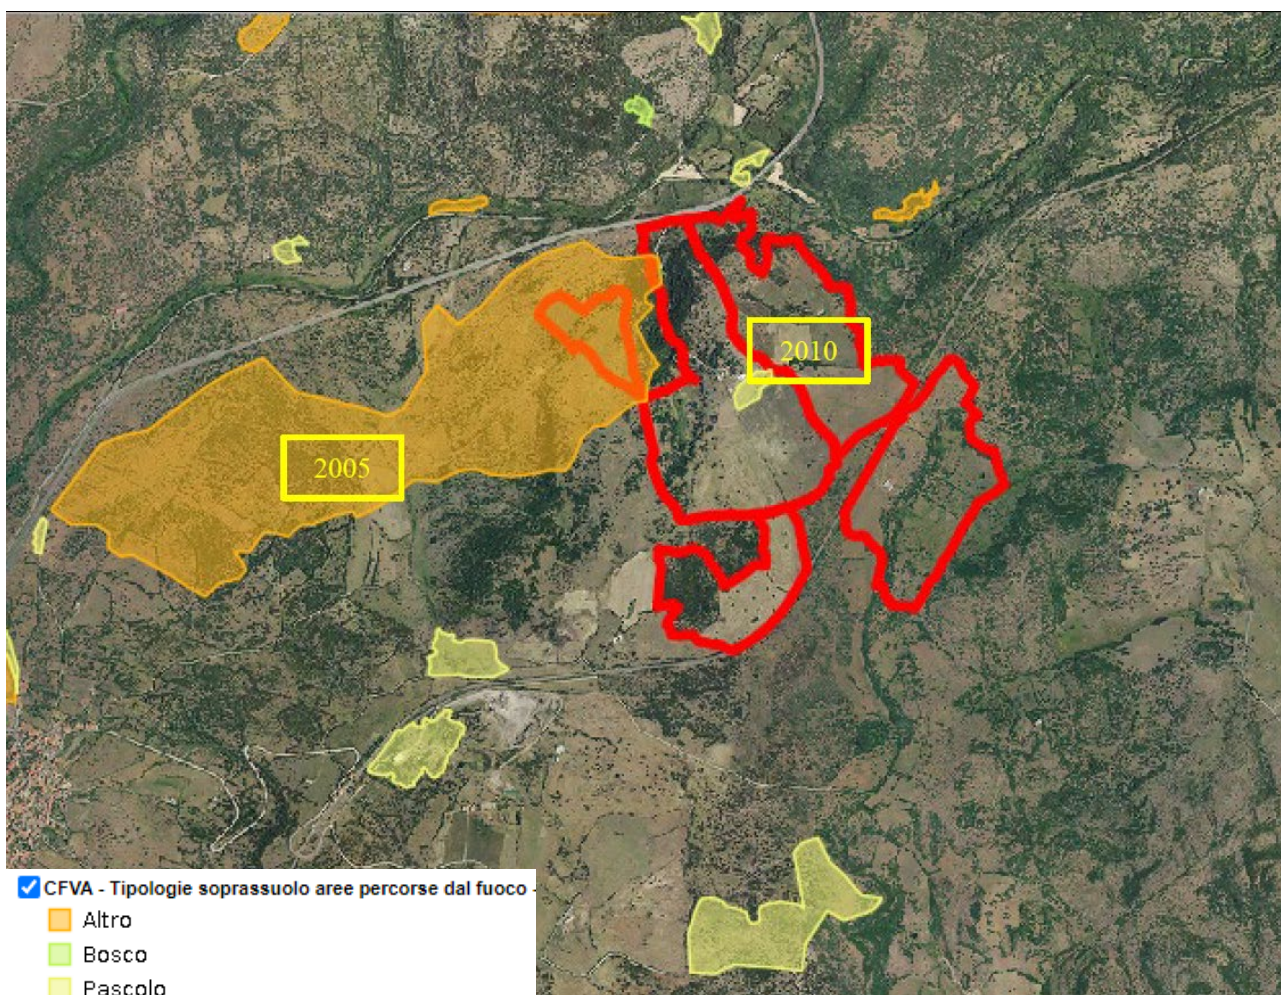 2010
2005
CFVA - Tipologie soprassuolo aree percorse dal fuoco -
Altro
Bosco
Pascolo